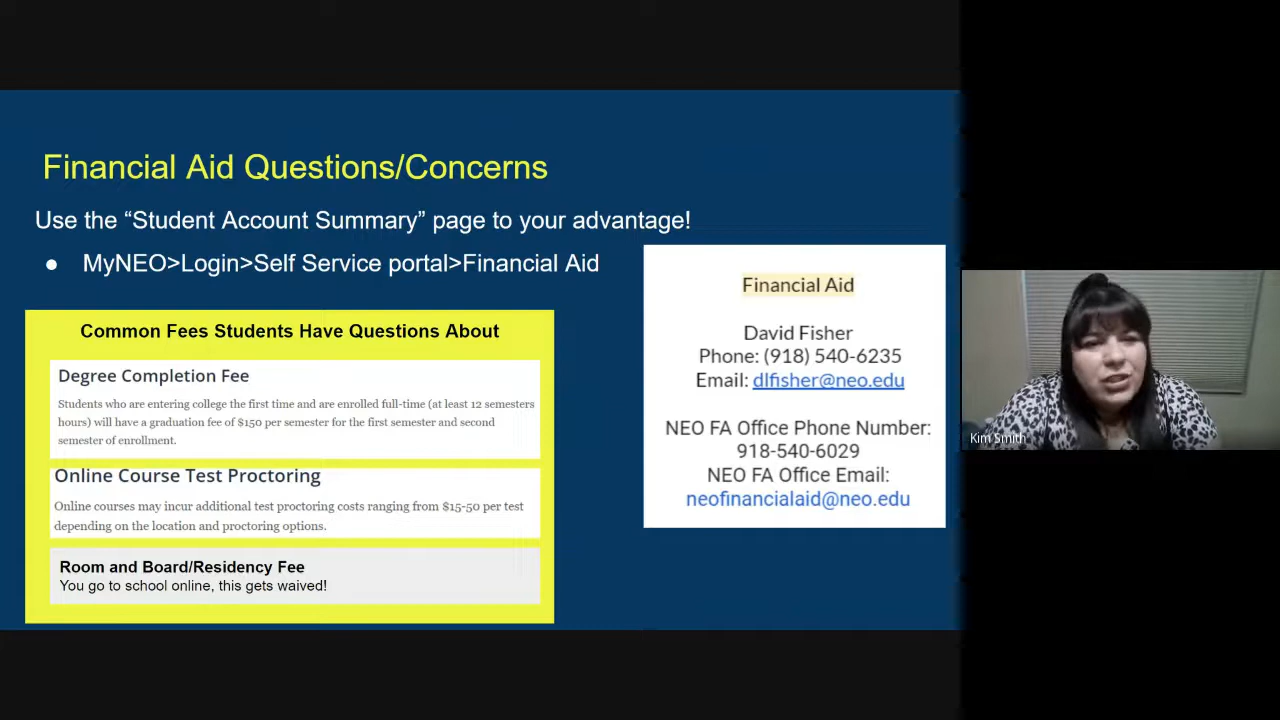 Financial Aid Questions/Concerns
Use the “Student Account Summary” page to your advantage!
● MyNEO>Login>Self Service portal>Financial Aid
Common Fees Students Have Questions About
Degree Completion Fee
Students who are entering college the first time and are enrolled full-time (at least 12 semesters
hours) will have a graduation fee of $150 per semester for the first semester and second
semester of enrollment.
Online Course Test Proctoring
Online courses may incur additional test proctoring costs ranging from $15-50 per test
depending on the location and proctoring options.
Room and Board/Residency Fee
You go to school online, this gets waived!
Financial Aid
David Fisher
Phone: (918) 540-6235
Email: dlfisher@neo.edu
NEO FA Office Phone Number:
918-540-6029
NEO FA Office Email:
neofinancialaid@neo.edu
Kim Smith